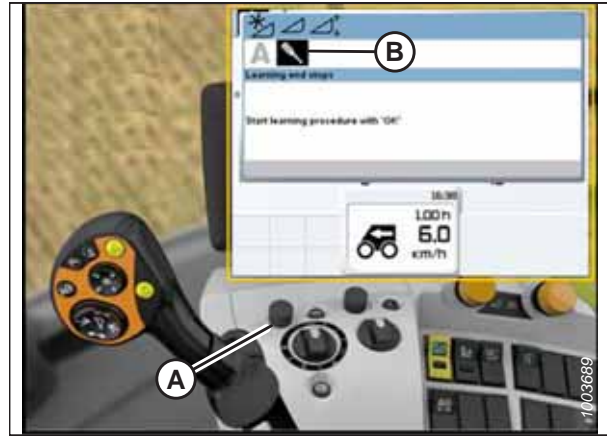 A
B
Learning end stops
Start learning procedure with 'OK'
16:30
1.00 h
6.0
km/h
A
1003689